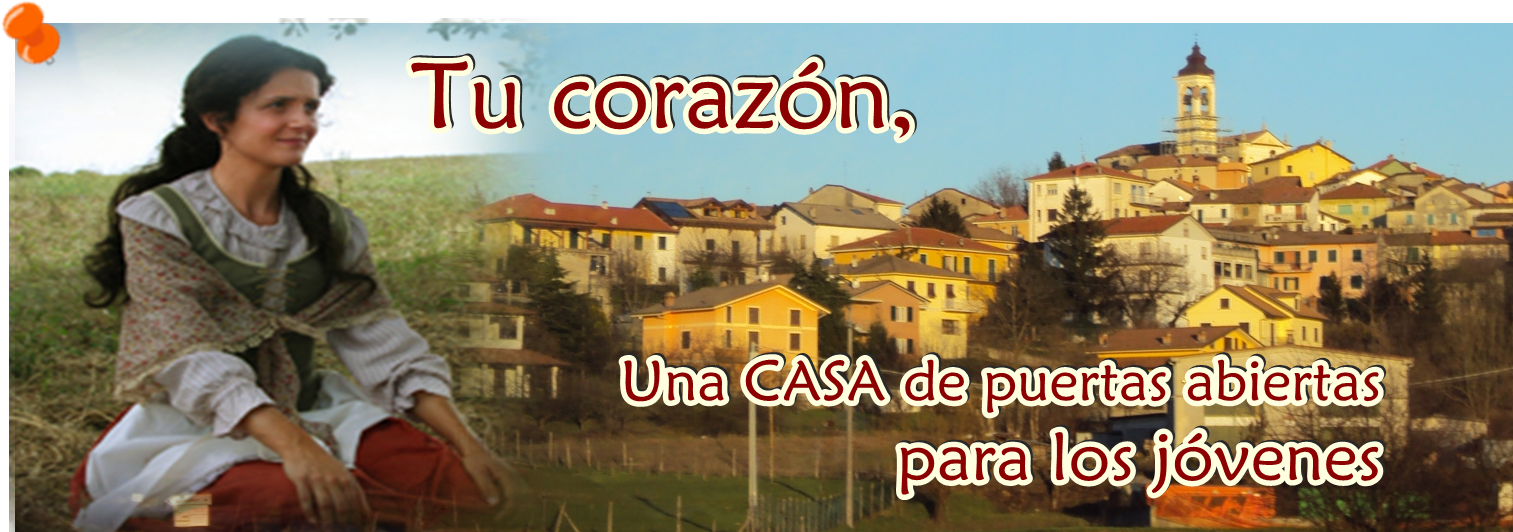 Tu corazón,
Una CASA de puertas abiertas
para los jóvenes